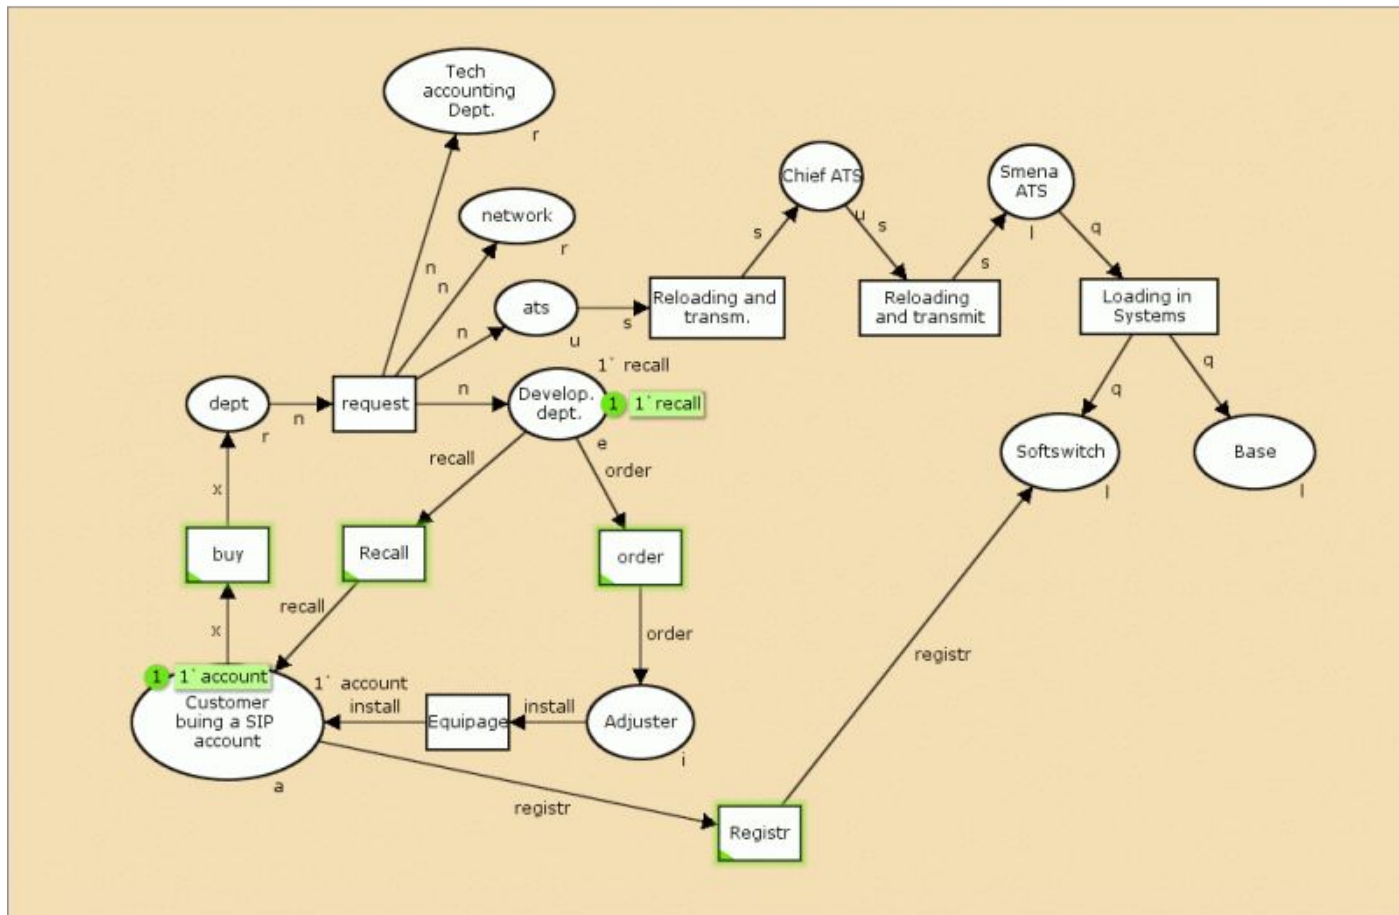 Tech
accounting
Dept.
r
network
r
n
n
Chief ATS
u
s
s
Smena
ATS
l
q
s
ats
u
n
s
Reloading and
transm.
Reloading
and transmit
Loading in
Systems
q
q
1` recall
dept
r
n
request
n
Develop.
dept.
e
1
1`recall
recall
order
Softswitch
l
Base
l
x
buy
Recall
order
x
recall
order
registr
1
1` account
1` account
Customer
buing a SIP
account
a
install
Equipage
install
Adjuster
i
registr
Registr